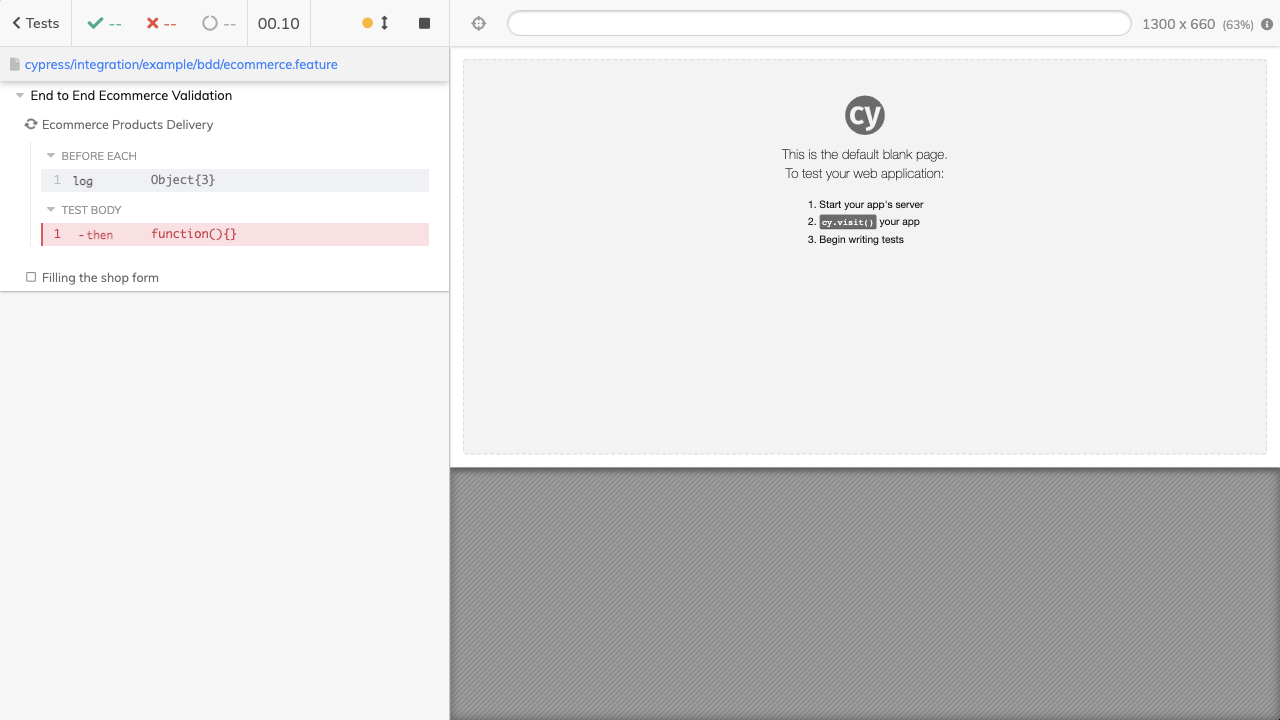 Tests -- -- -- 00.10
1300 x 660 (63%)
cypress/integration/example/bdd/ecommerce.feature
End to End Ecommerce Validation
Ecommerce Products Delivery
BEFORE EACH
1 log Object{3}
TEST BODY
1 -then function(){}
Filling the shop form
cy
This is the default blank page.
To test your web application:
1. Start your app's server
2. cy.visit() your app
3. Begin writing tests